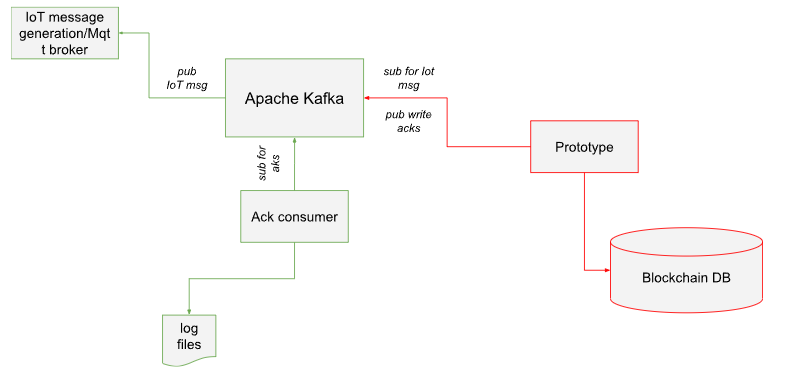 IoT message
generation/Mqt
t broker
pub
IoT msg
Apache Kafka
sub for Iot
msg
pub write
acks
Prototype
sub for
aks
Ack consumer
Blockchain DB
log
files